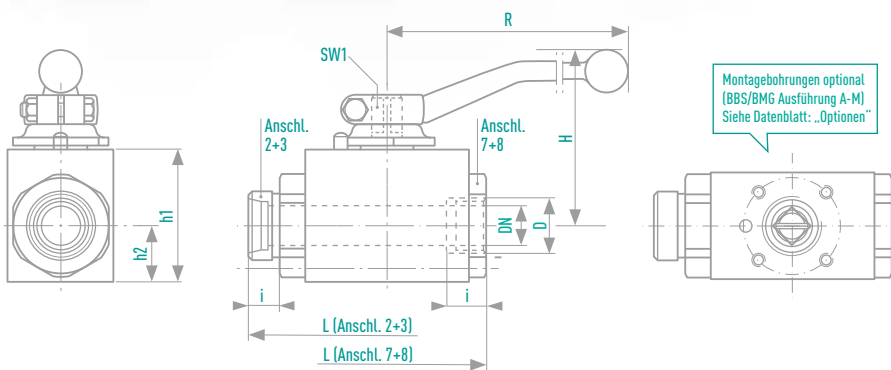 R
SW1
Montagebohrungen optional
(BBS/BMG Ausführung A-M)
Siehe Datenblatt: „Optionen“
Anschl.
2+3
Anschl.
7+8
H
h1
h2
DN
D
i
i
L (Anschl. 2+3)
L (Anschl. 7+8)